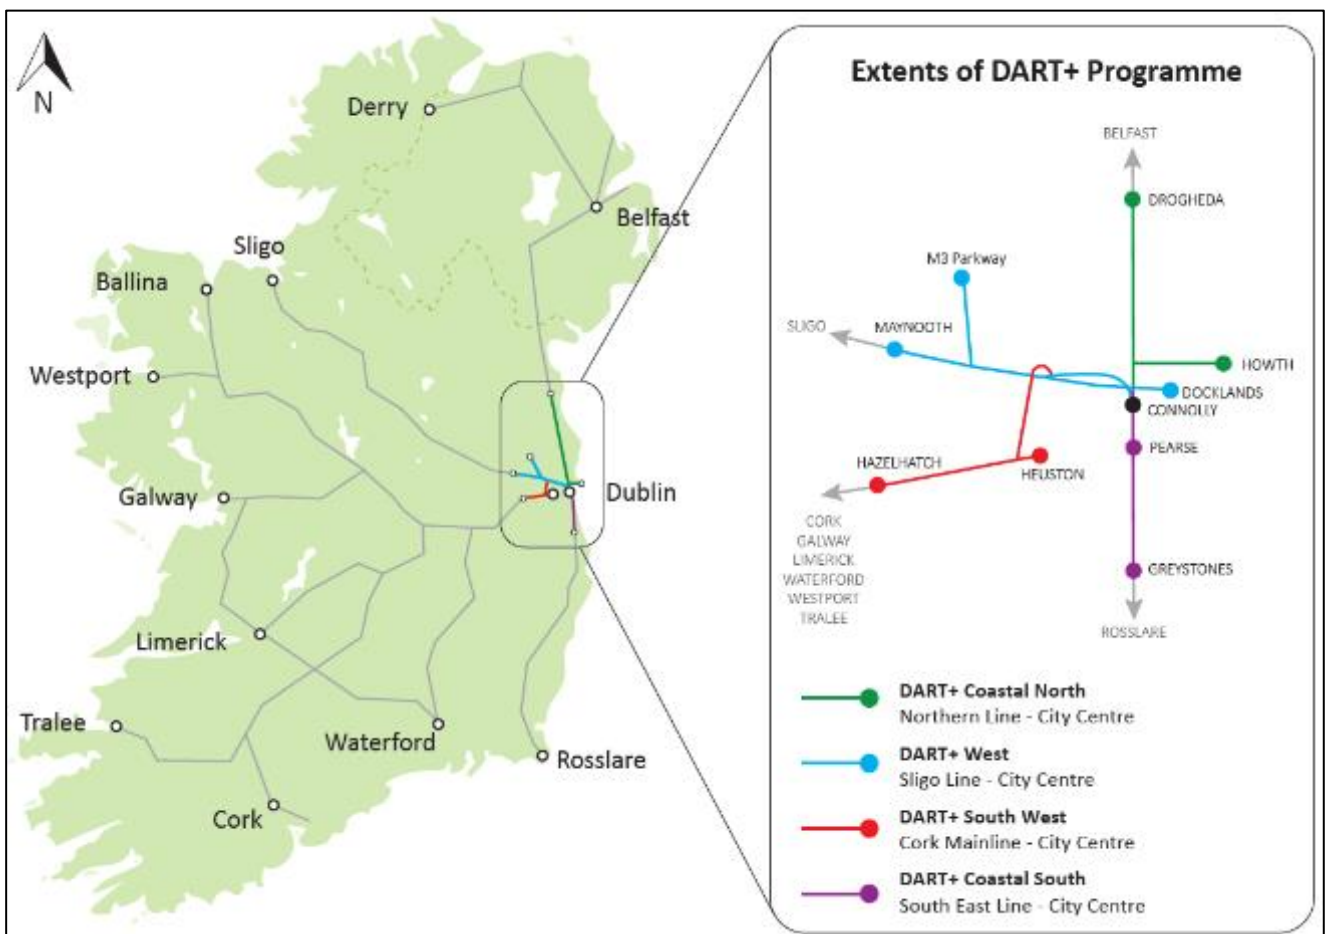 N
Derry
Belfast
Sligo
Ballina
Westport
Galway
Dublin
Limerick
Tralee
Waterford
Rosslare
Cork
Extents of DART+ Programme
BELFAST
DROGHEDA
M3 Parkway
SLIGO
MAYNOOTH
HOWTH
DOCKLANDS
CONNOLLY
PEARSE
HAZELHATCH
HEUSTON
CORK
GALWAY
LIMERICK
WATERFORD
WESTPORT
TRALEE
GREYSTONES
ROSSLARE
DART+ Coastal North
Northern Line - City Centre
DART+ West
Sligo Line - City Centre
DART+ South West
Cork Mainline - City Centre
DART+ Coastal South
South East Line - City Centre